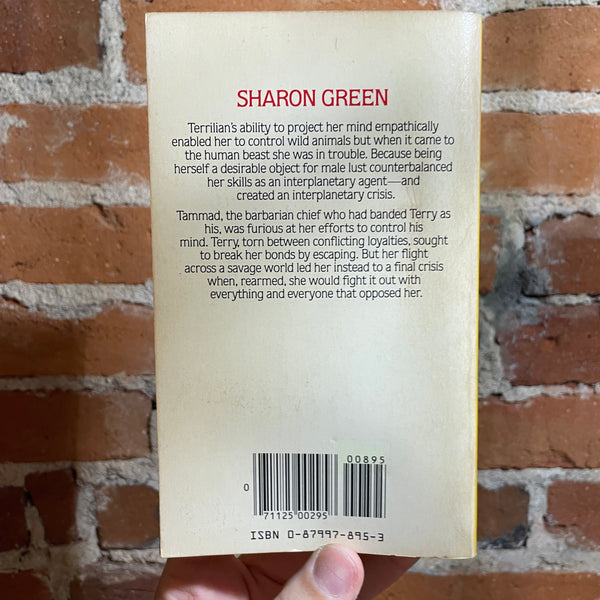 SHARON GREEN
Terrilian's ability to project her mind empathically
enabled her to control wild animals but when it came to
the human beast she was in trouble. Because being
herself a desirable object for male lust counterbalanced
her skills as an interplanetary agent—and
created an interplanetary crisis.
Tammad, the barbarian chief who had banded Terry as
his, was furious at her efforts to control his
mind. Terry, torn between conflicting loyalties, sought
to break her bonds by escaping. But her flight
across a savage world led her instead to a final crisis
when, rearmed, she would fight it out with
everything and everyone that opposed her.
00895
0
71125 00295
ISBN 0-87997-895-3